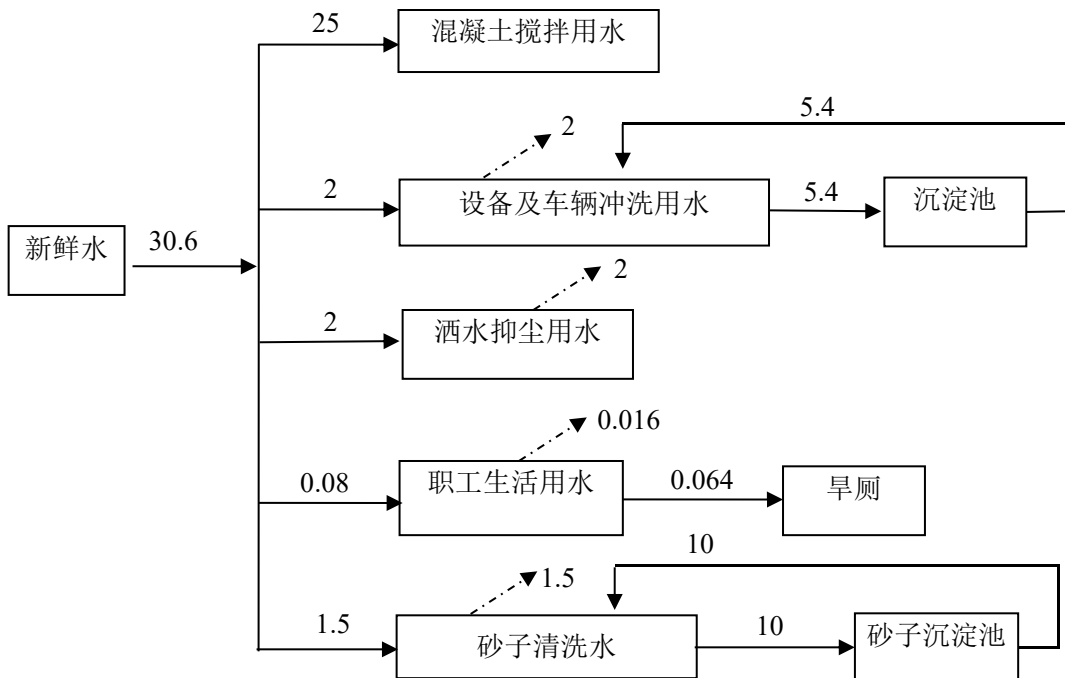 25
混凝土搅拌用水
5.4
2
2
设备及车辆冲洗用水
5.4
沉淀池
新鲜水
30.6
2
2
洒水抑尘用水
0.016
0.08
职工生活用水
0.064
旱厕
10
1.5
1.5
砂子清洗水
10
砂子沉淀池